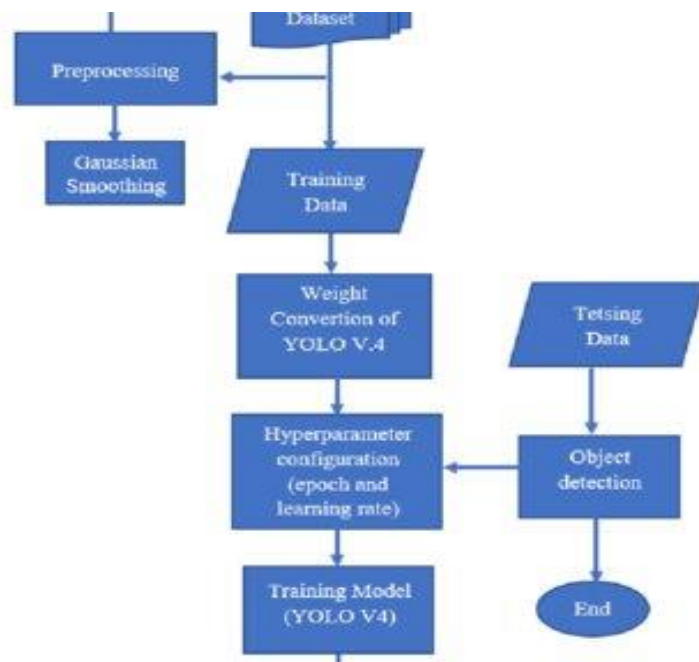 Dataset
Preprocessing
Gaussian
Smoothing
Training
Data
Weight
Convertion of
YOLO V.4
Tetsing
Data
Hyperparameter
configuration
(epoch and
learning rate)
Object
detection
Training Model
(YOLO V4)
End